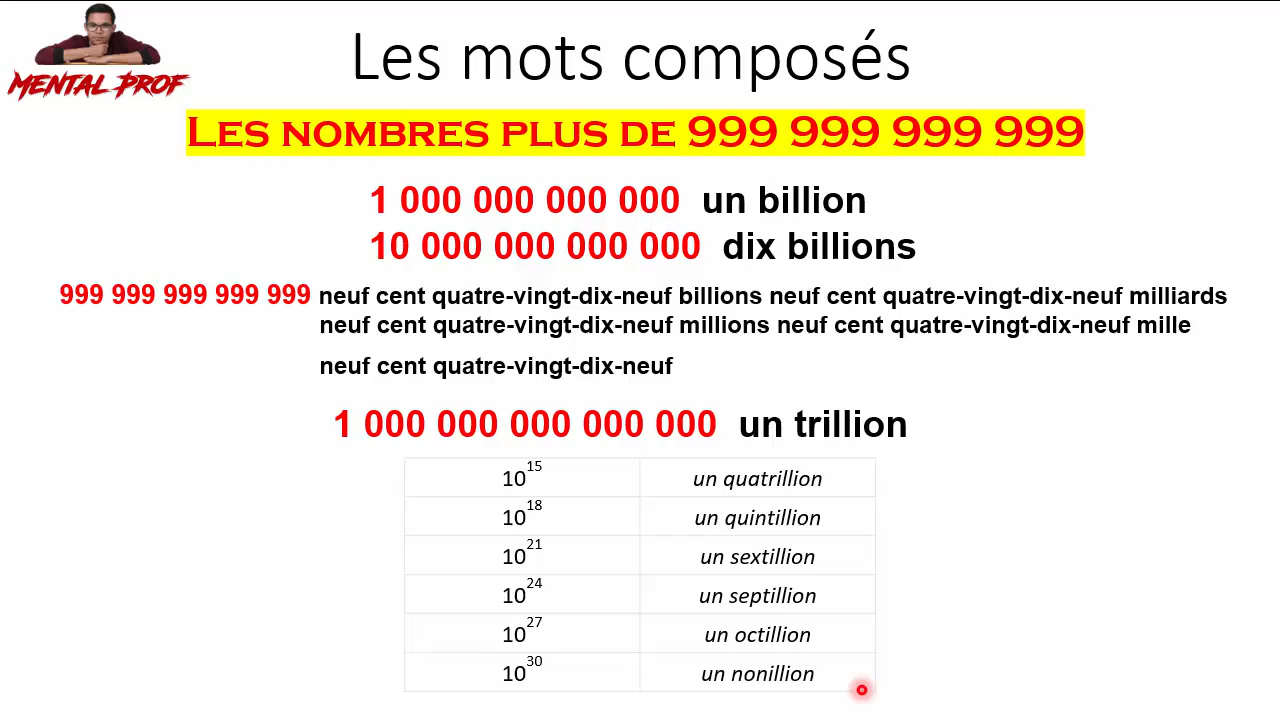 MENTAL PROF
Les mots composés
LES NOMBRES PLUS DE 999 999 999 999
1 000 000 000 000 un billion
10 000 000 000 000 dix billions
999 999 999 999 999 neuf cent quatre-vingt-dix-neuf billions neuf cent quatre-vingt-dix-neuf milliards
neuf cent quatre-vingt-dix-neuf millions neuf cent quatre-vingt-dix-neuf mille
neuf cent quatre-vingt-dix-neuf
1 000 000 000 000 000 un trillion
10^15 un quatrillion
10^18 un quintillion
10^21 un sextillion
10^24 un septillion
10^27 un octillion
10^30 un nonillion